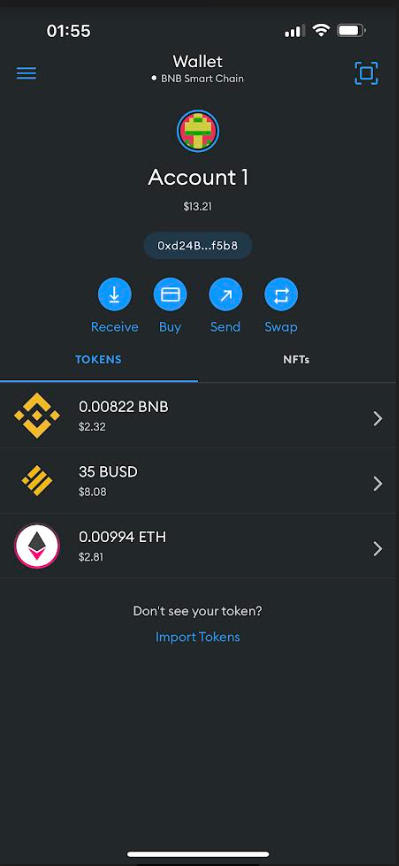 01:55
Wallet
BNB Smart Chain
Account 1
$13.21
0xd24B...f5b8
Receive Buy Send Swap
TOKENS NFTs
0.00822 BNB
$2.32
35 BUSD
$8.08
0.00994 ETH
$2.81
Don't see your token?
Import Tokens